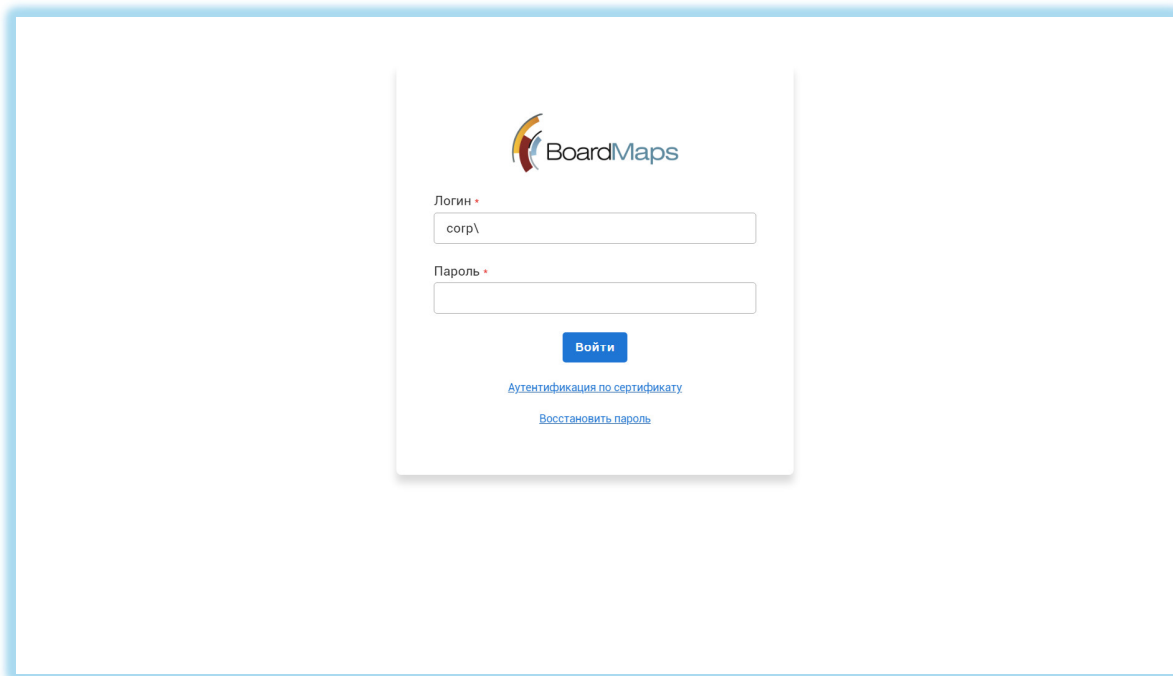 BoardMaps
Логин *
corp\
Пароль *
Войти
Аутентификация по сертификату
Восстановить пароль